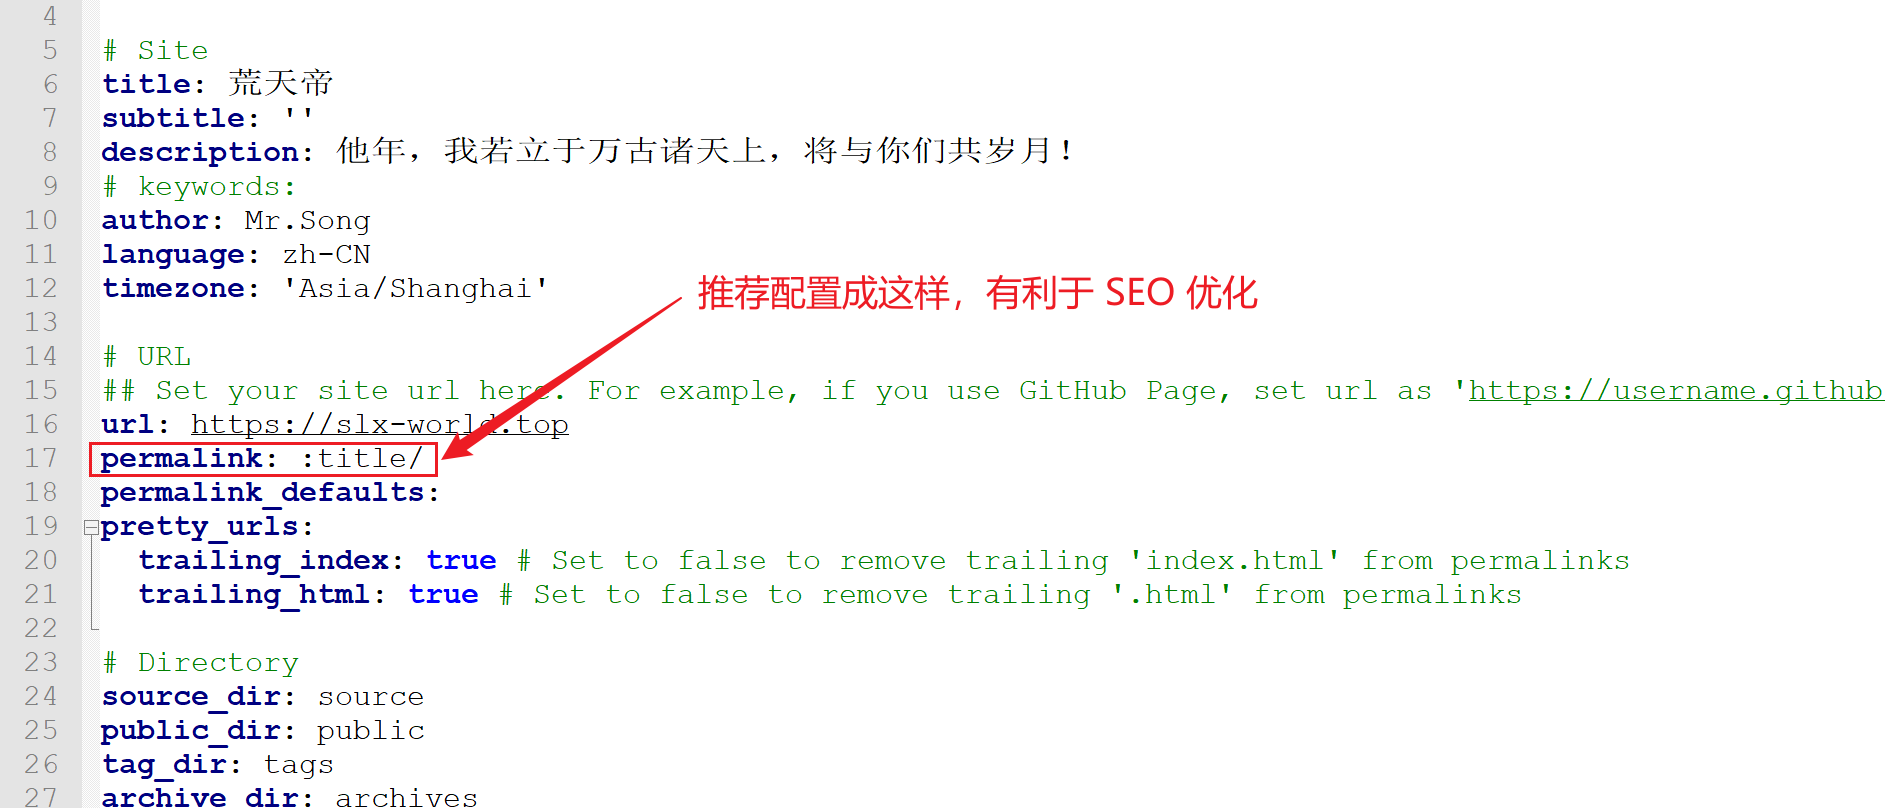 4
5 # Site
6 title: 荒天帝
7 subtitle: ''
8 description: 他年，我若立于万古诸天上，将与你们共岁月！
9 # keywords:
10 author: Mr.Song
11 language: zh-CN
12 timezone: 'Asia/Shanghai'
推荐配置成这样，有利于 SEO 优化
13
14 # URL
15 ## Set your site url here. For example, if you use GitHub Page, set url as 'https://username.github
16 url: https://slx-world.top
17 permalink: :title/
18 permalink_defaults:
19 pretty_urls:
20 trailing_index: true # Set to false to remove trailing 'index.html' from permalinks
21 trailing_html: true # Set to false to remove trailing '.html' from permalinks
22
23 # Directory
24 source_dir: source
25 public_dir: public
26 tag_dir: tags
27 archive_dir: archives